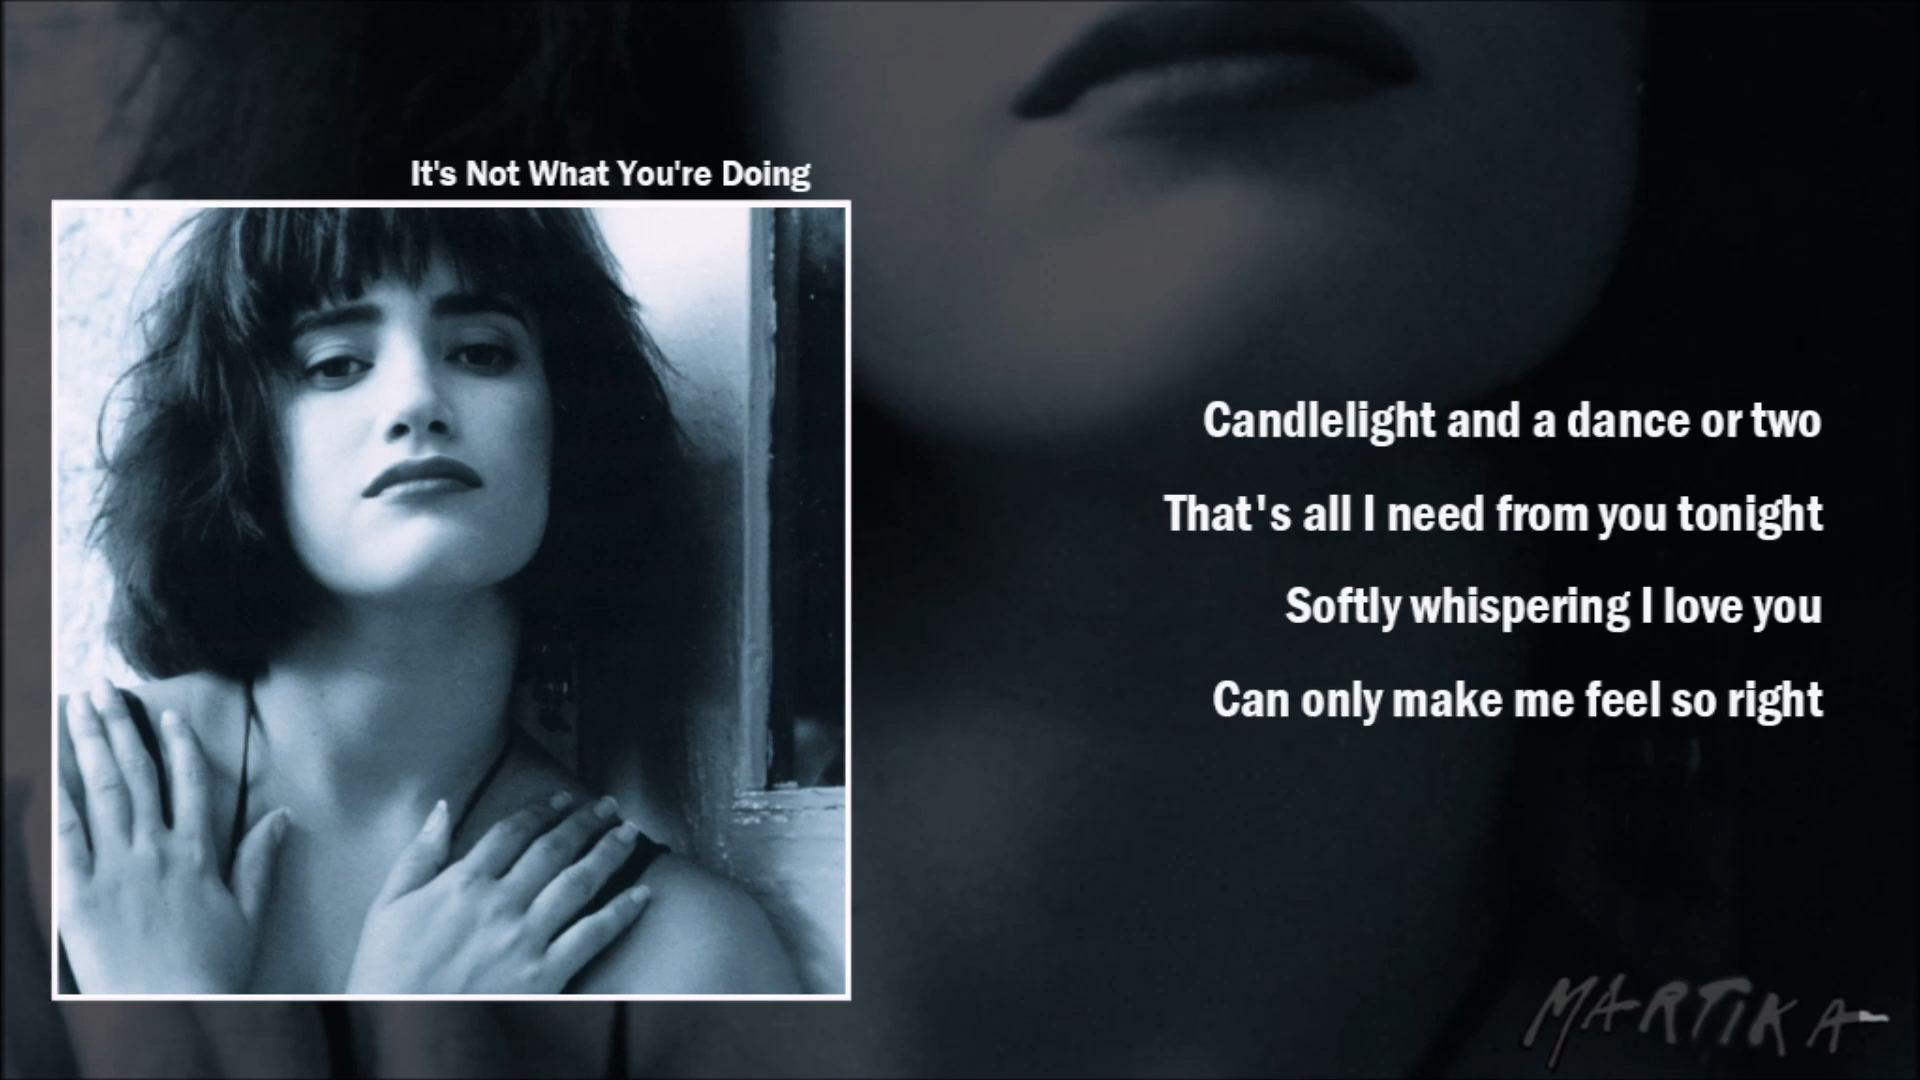 It's Not What You're Doing
Candlelight and a dance or two
That's all I need from you tonight
Softly whispering I love you
Can only make me feel so right
MARTIKA